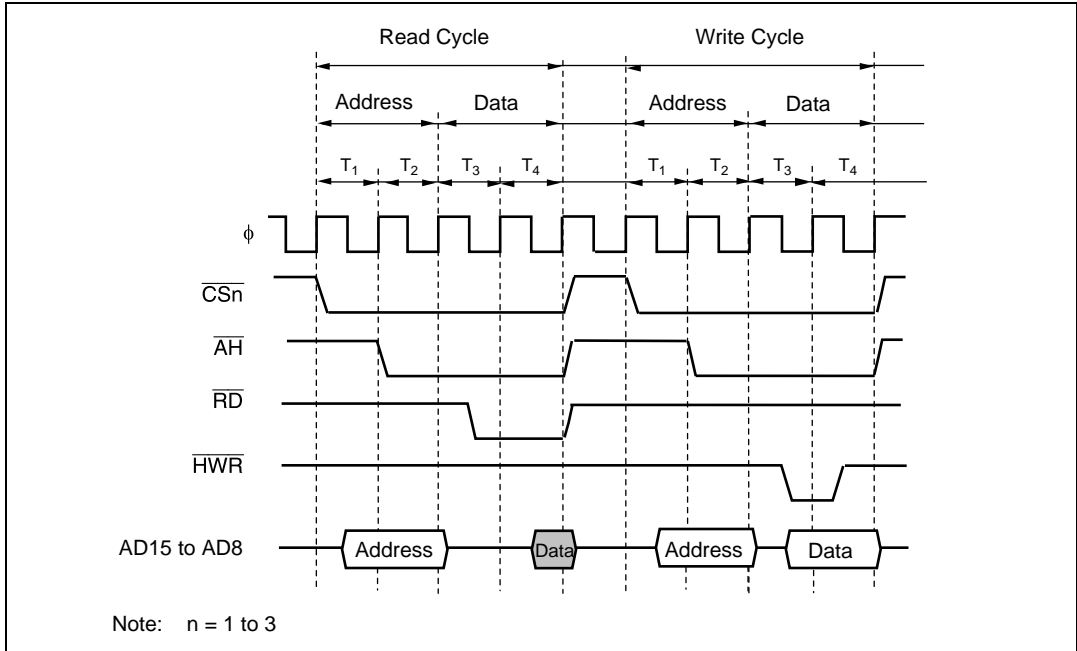 Read Cycle Write Cycle
Address Data Address Data
T1 T2 T3 T4 T1 T2 T3 T4
ϕ
CSn
AH
RD
HWR
AD15 to AD8 Address Data Address Data
Note: n = 1 to 3